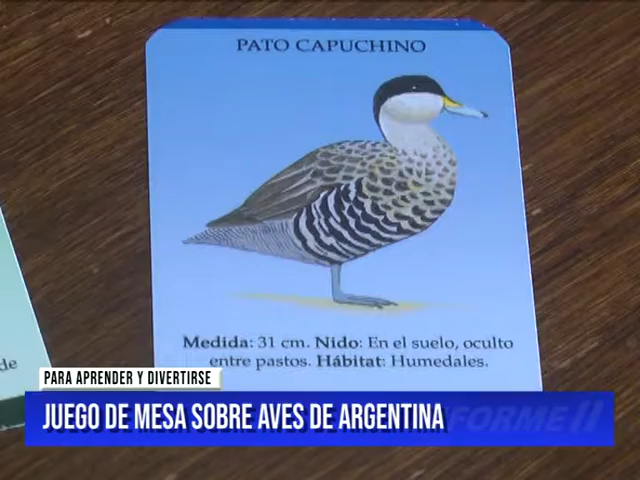 PATO CAPUCHINO
Medida: 31 cm. Nido: En el suelo, oculto
entre pastos. Hábitat: Humedales.
de
PARA APRENDER Y DIVERTIRSE
JUEGO DE MESA SOBRE AVES DE ARGENTINA